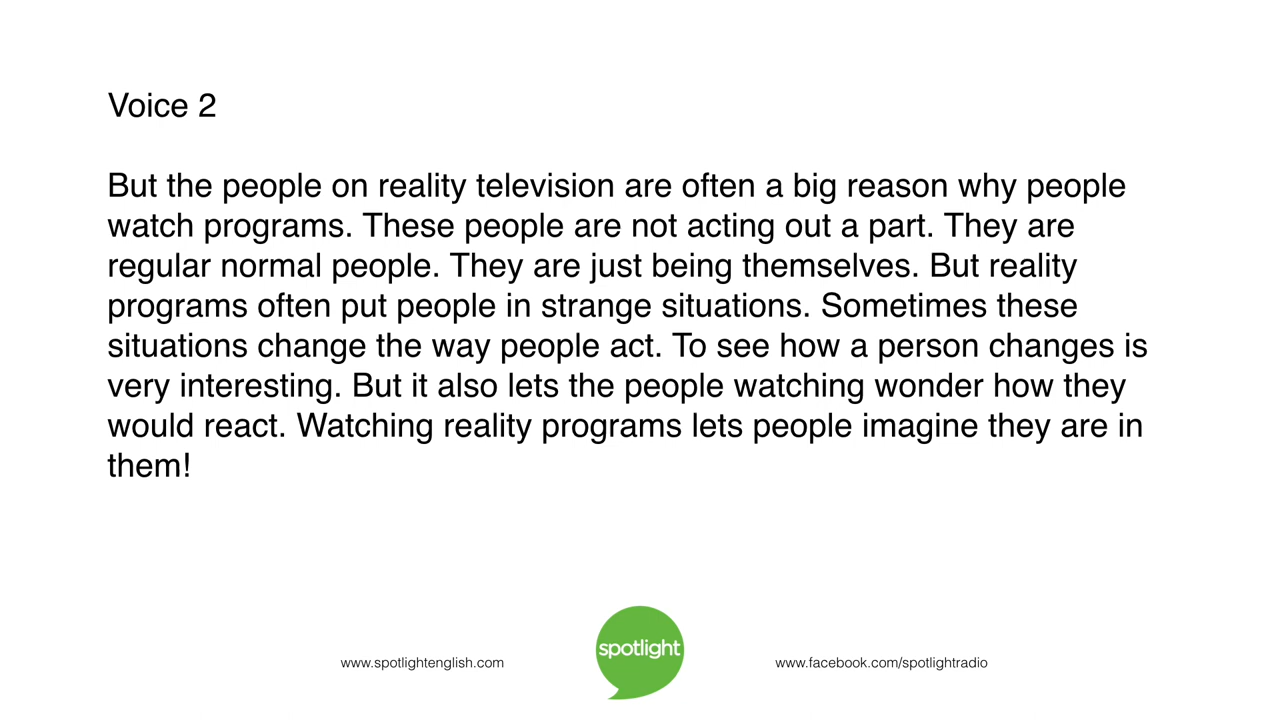 Voice 2
But the people on reality television are often a big reason why people
watch programs. These people are not acting out a part. They are
regular normal people. They are just being themselves. But reality
programs often put people in strange situations. Sometimes these
situations change the way people act. To see how a person changes is
very interesting. But it also lets the people watching wonder how they
would react. Watching reality programs lets people imagine they are in
them!
www.spotlightenglish.com
spotlight
www.facebook.com/spotlightradio